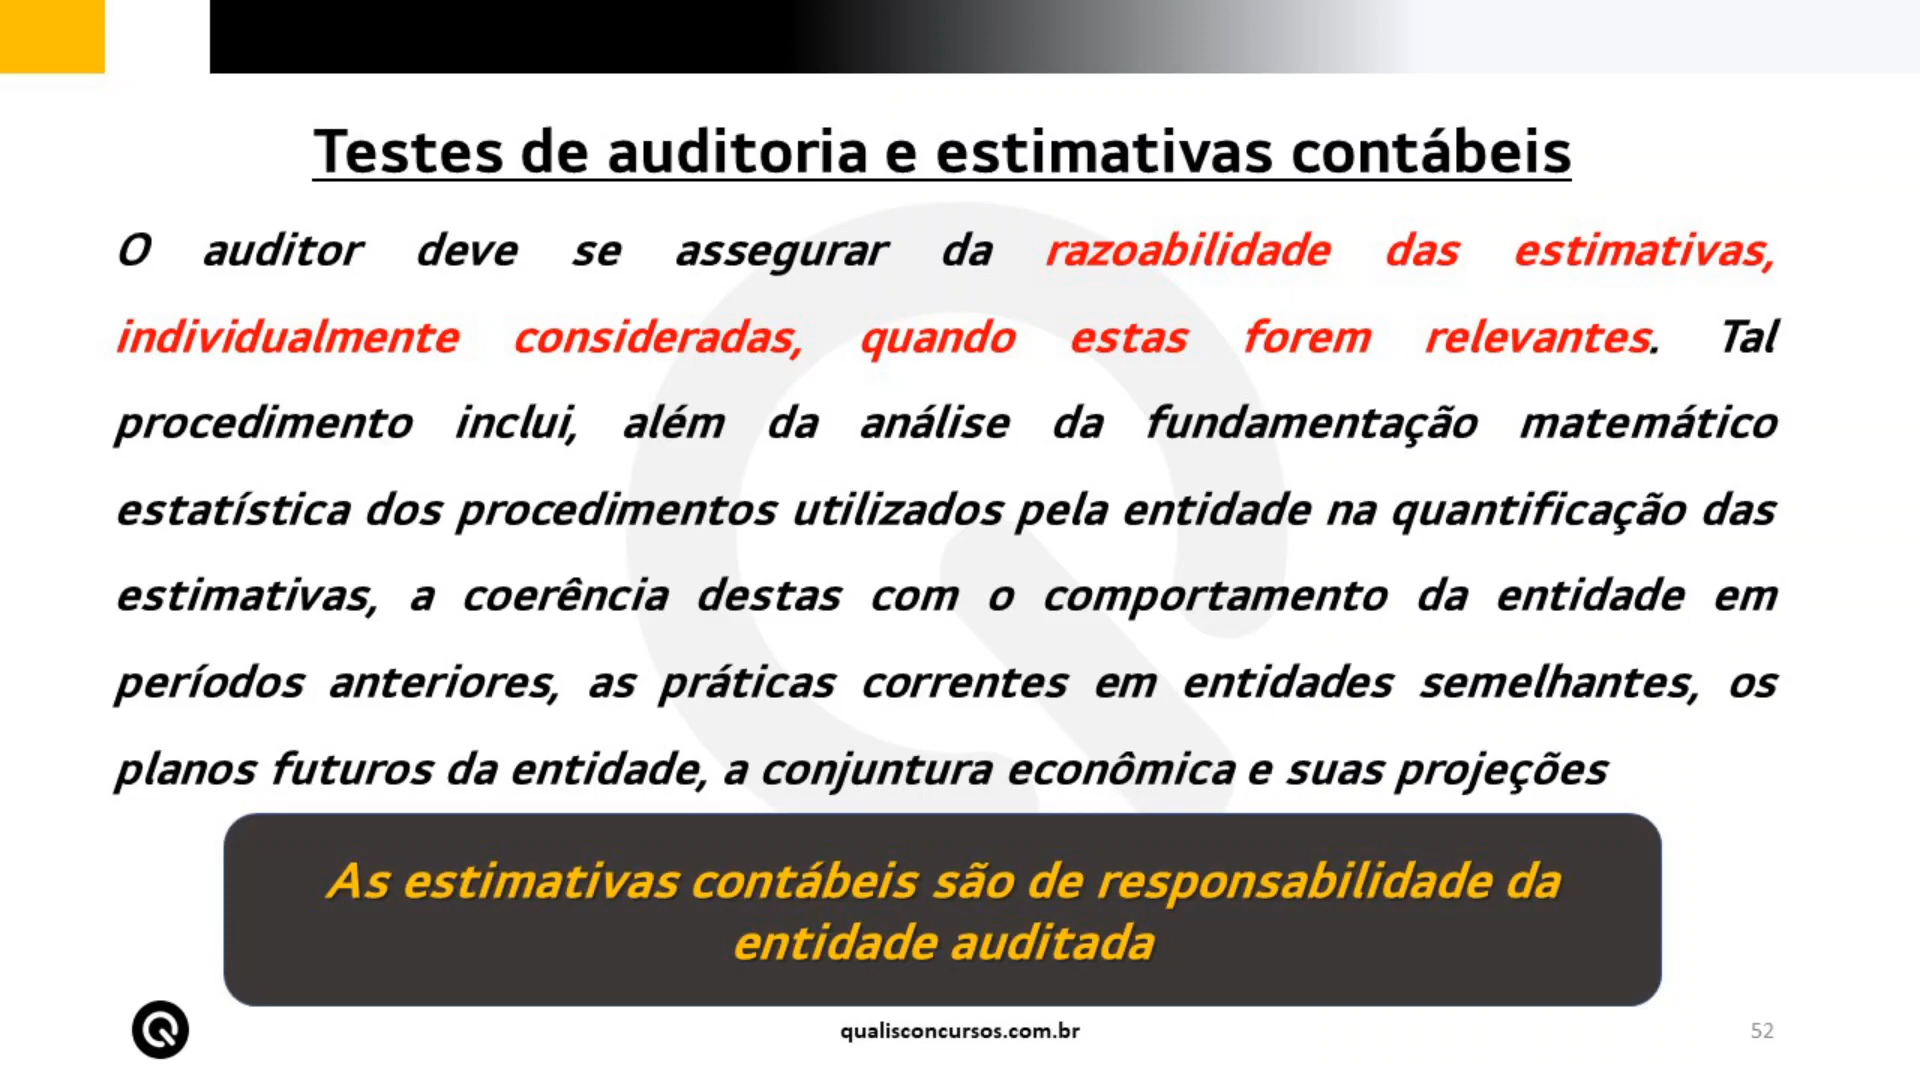 Testes de auditoria e estimativas contábeis
O auditor deve se assegurar da razoabilidade das estimativas,
individualmente consideradas, quando estas forem relevantes. Tal
procedimento inclui, além da análise da fundamentação matemático
estatística dos procedimentos utilizados pela entidade na quantificação das
estimativas, a coerência destas com o comportamento da entidade em
períodos anteriores, as práticas correntes em entidades semelhantes, os
planos futuros da entidade, a conjuntura econômica e suas projeções
As estimativas contábeis são de responsabilidade da
entidade auditada
qualisconcursos.com.br
52